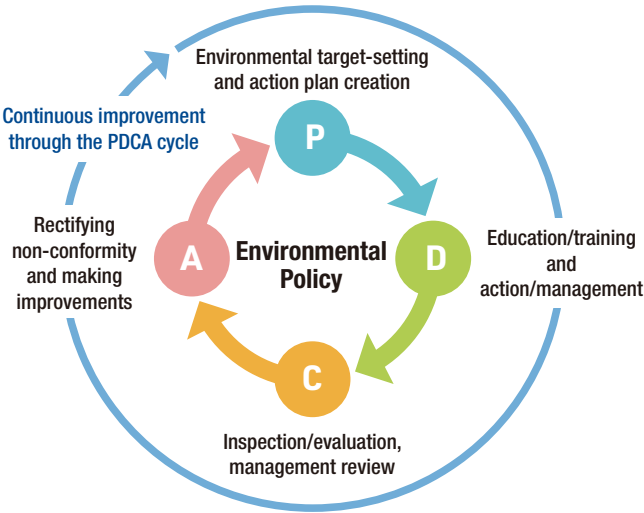 Environmental target-setting
and action plan creation
Continuous improvement
through the PDCA cycle
P
Rectifying
non-conformity
and making
improvements
A
Environmental
Policy
D
Education/training
and
action/management
C
Inspection/evaluation,
management review